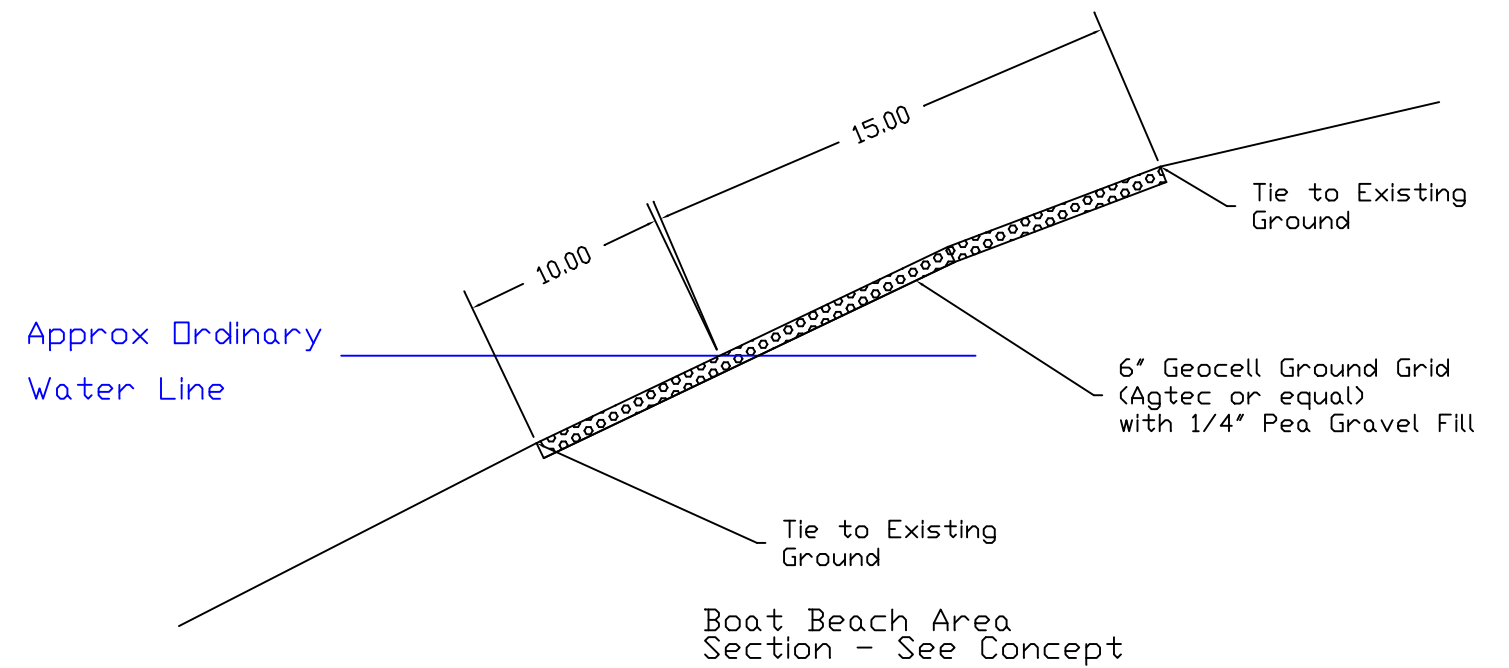 15.00
10.00
Tie to Existing
Ground
Approx Ordinary
Water Line
6" Geocell Ground Grid
(Agtec or equal)
with 1/4" Pea Gravel Fill
Tie to Existing
Ground
Boat Beach Area
Section - See Concept